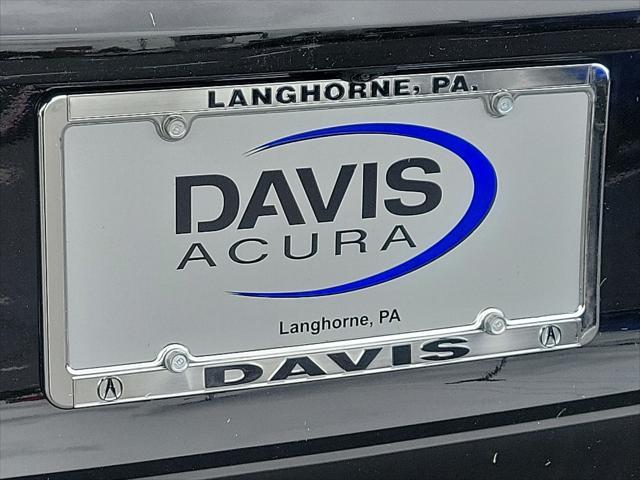 LANGHORNE, PA.
DAVIS
ACURA
Langhorne, PA
DAVIS